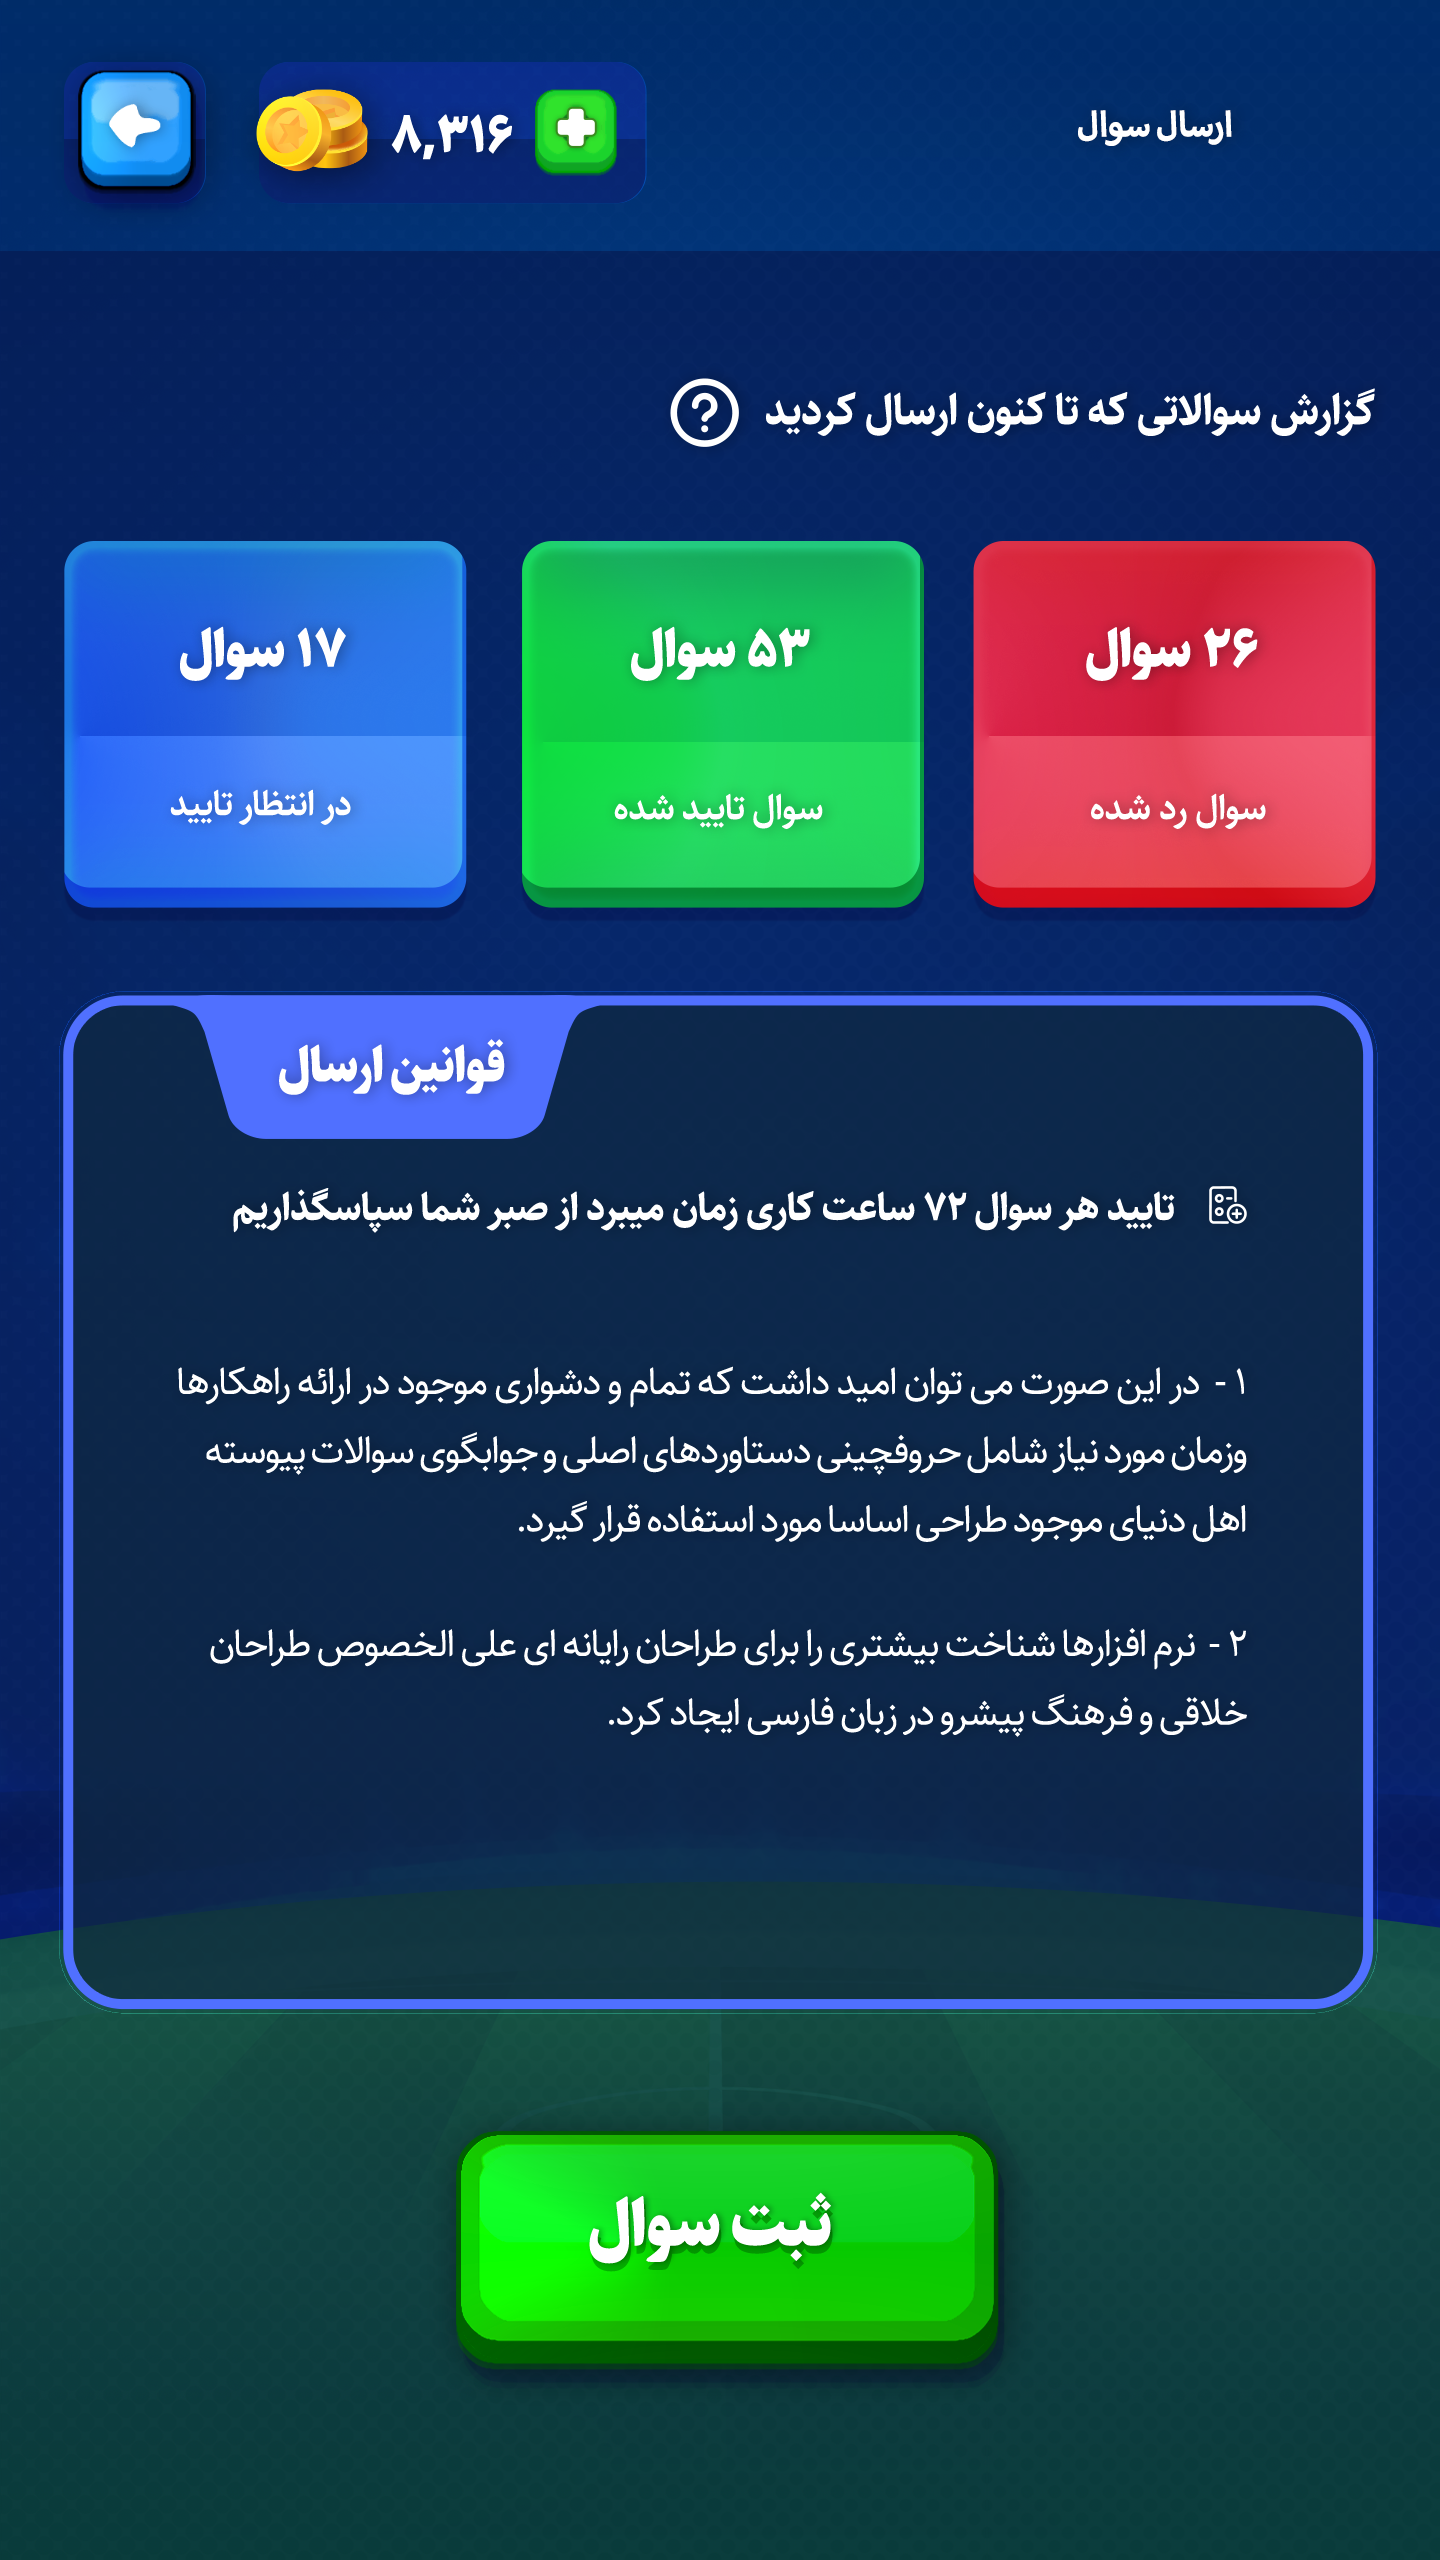 ارسال سوال
۸,۳۱۶
گزارش سوالاتی که تا کنون ارسال کردید
۲۶ سوال
سوال رد شده
۵۳ سوال
سوال تایید شده
۱۷ سوال
در انتظار تایید
قوانین ارسال
تایید هر سوال ۷۲ ساعت کاری زمان میبرد از صبر شما سپاسگذاریم
۱ - در این صورت می توان امید داشت که تمام و دشواری موجود در ارائه راهکارها
وزمان مورد نیاز شامل حروفچینی دستاوردهای اصلی و جوابگوی سوالات پیوسته
اهل دنیای موجود طراحی اساسا مورد استفاده قرار گیرد.
۲ - نرم افزارها شناخت بیشتری را برای طراحان رایانه ای علی الخصوص طراحان
خلاقی و فرهنگ پیشرو در زبان فارسی ایجاد کرد.
ثبت سوال